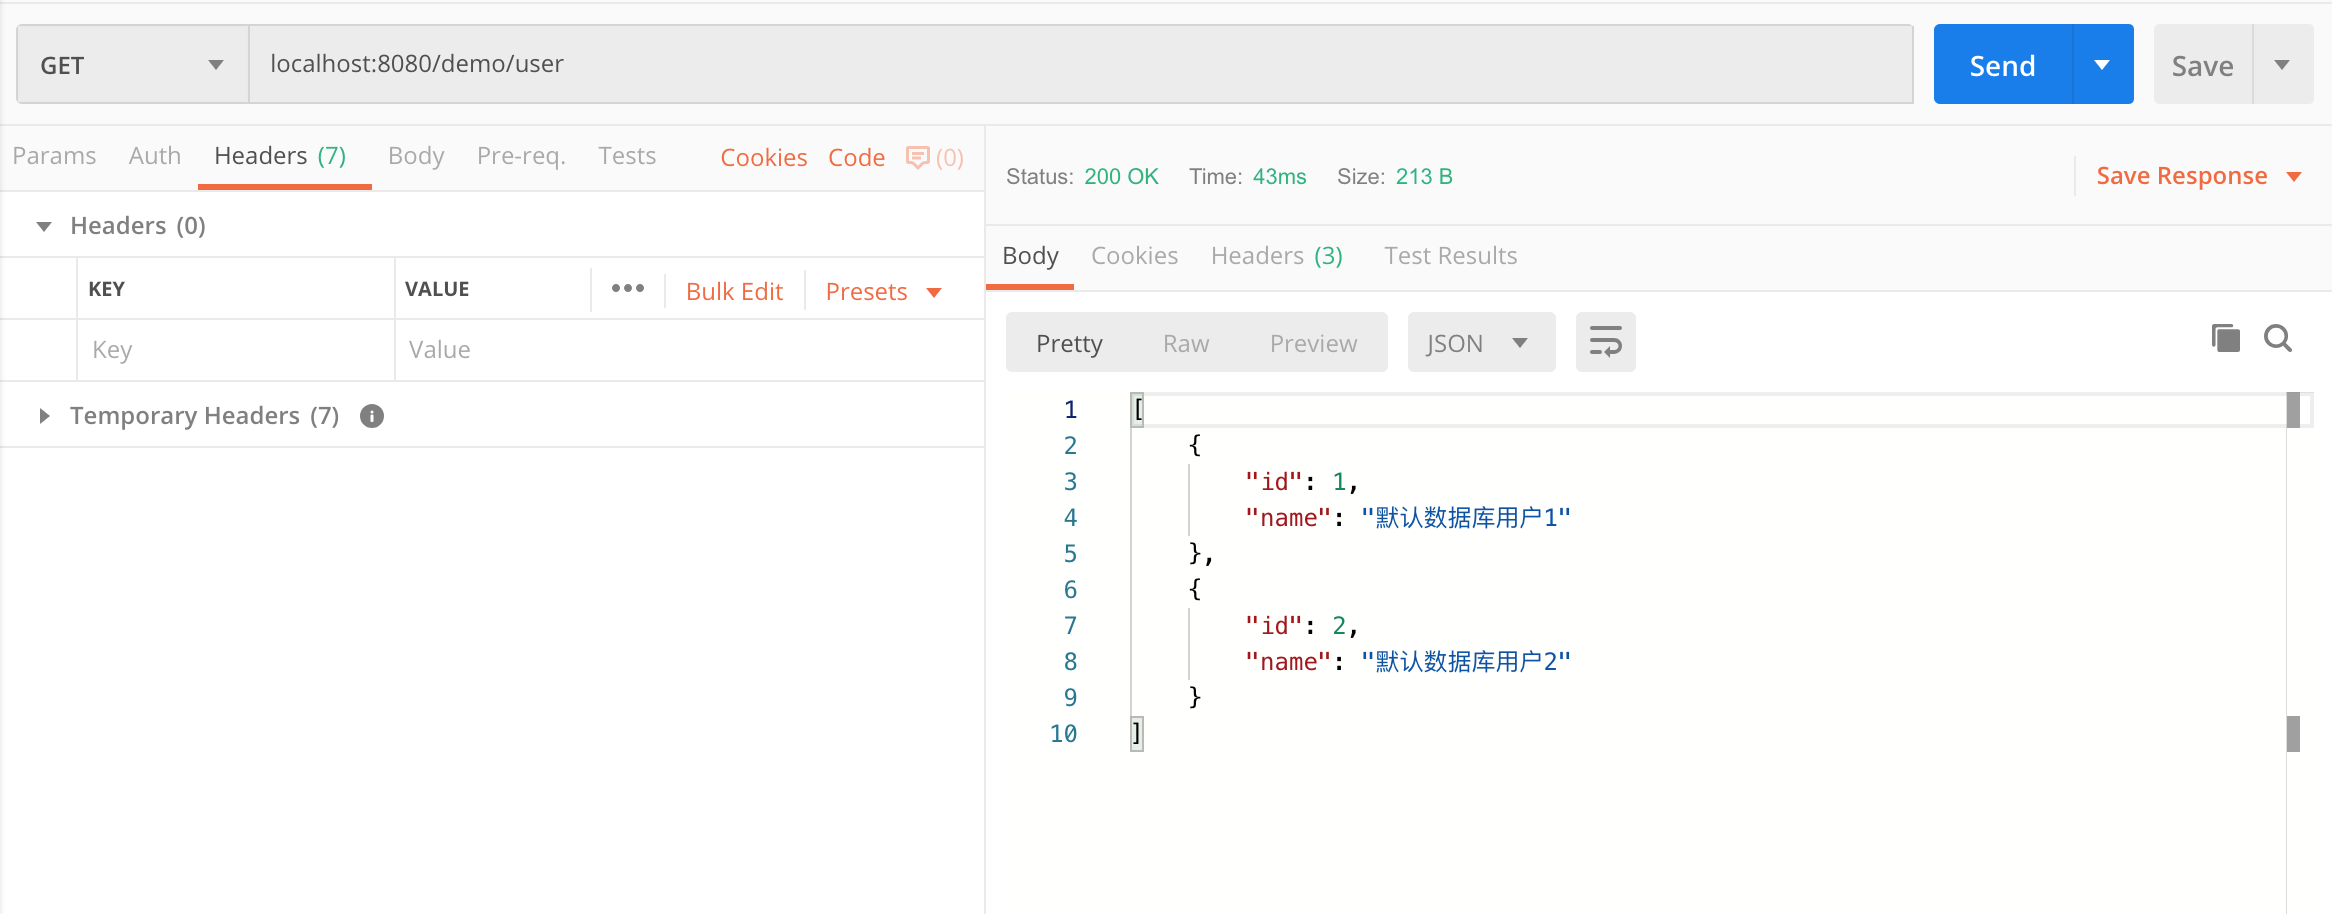 GET localhost:8080/demo/user Send Save
Params Auth Headers (7) Body Pre-req. Tests Cookies Code (0)
Headers (0)
KEY VALUE ••• Bulk Edit Presets
Key Value
Temporary Headers (7)
Status: 200 OK Time: 43ms Size: 213 B Save Response
Body Cookies Headers (3) Test Results
Pretty Raw Preview JSON
1 [
2 {
3 "id": 1,
4 "name": "默认数据库用户1"
5 },
6 {
7 "id": 2,
8 "name": "默认数据库用户2"
9 }
10 ]